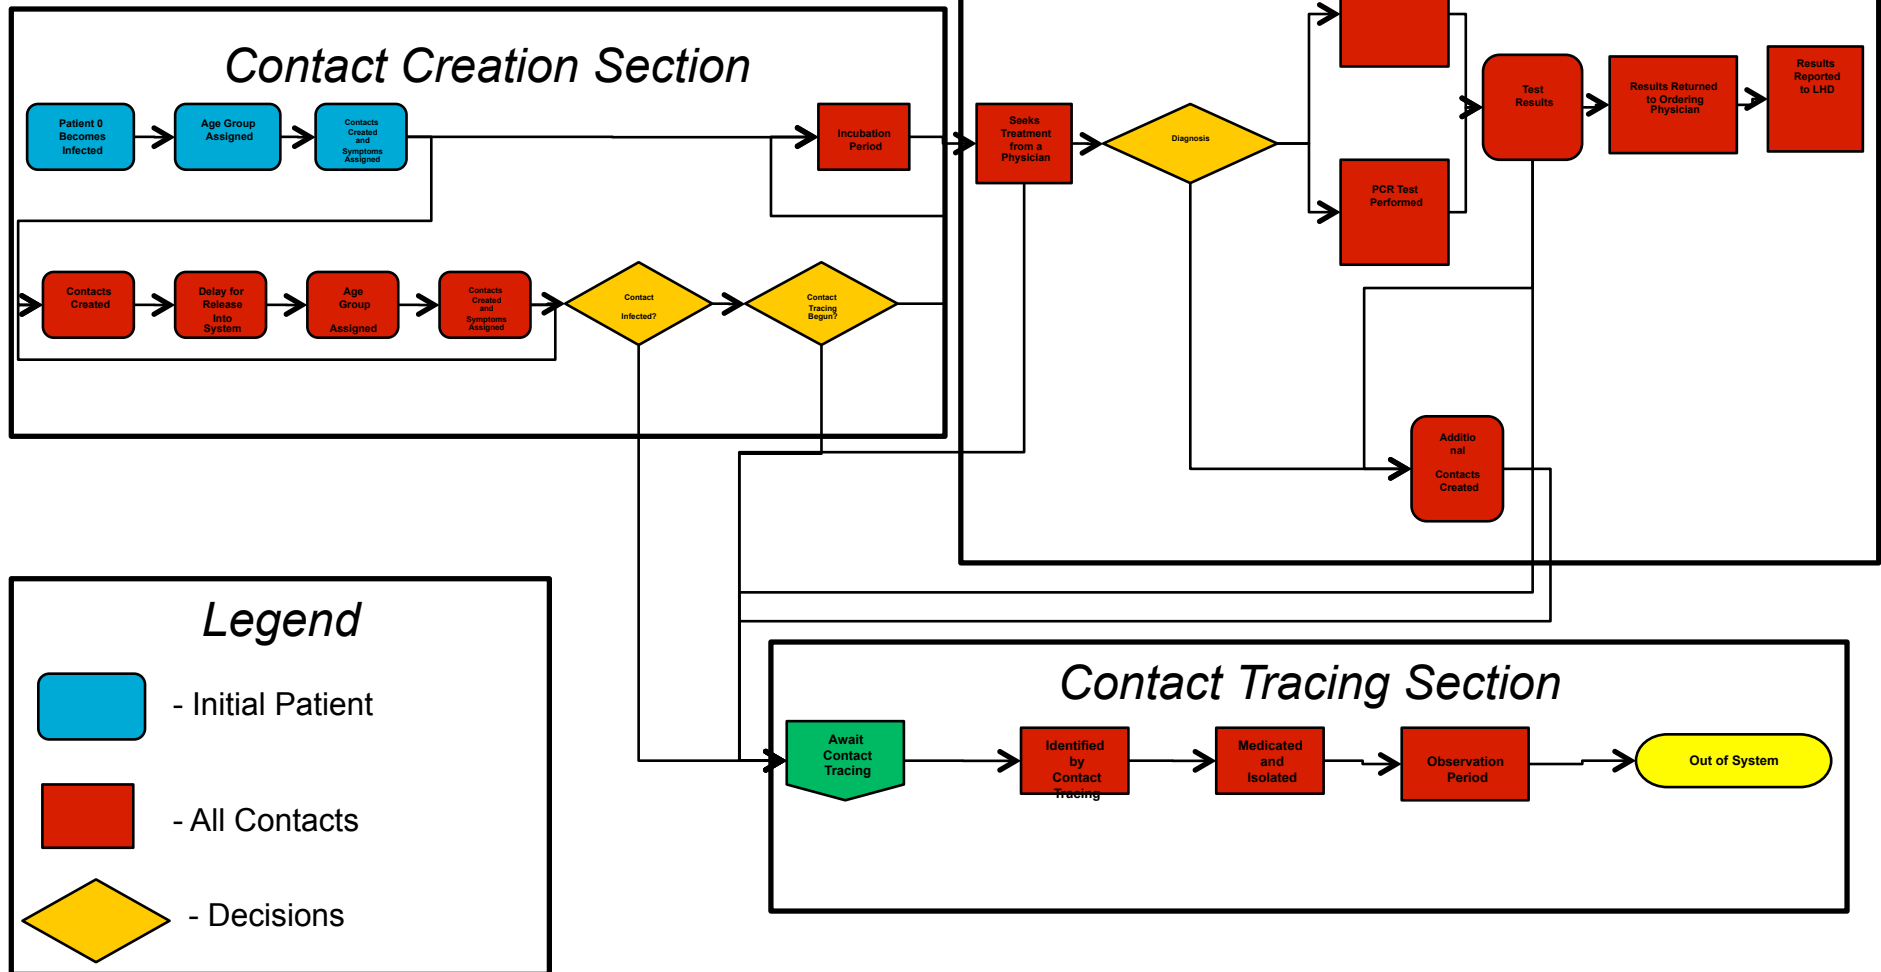 Contact Creation Section
Patient 0
Becomes
Infected
Age Group
Assigned
Contacts
Created
and
Symptoms
Assigned
Incubation
Period
Contacts
Created
Delay for
Release
Into
System
Age
Group
Assigned
Contacts
Created
and
Symptoms
Assigned
Contact
Infected?
Contact
Tracing
Begun?
Seeks
Treatment
from a
Physician
Diagnosis
PCR Test
Performed
Test
Results
Results Returned
to Ordering
Physician
Results
Reported
to LHD
Additio
nal
Contacts
Created
Legend
- Initial Patient
- All Contacts
- Decisions
Contact Tracing Section
Await
Contact
Tracing
Identified
by
Contact
Tracing
Medicated
and
Isolated
Observation
Period
Out of System